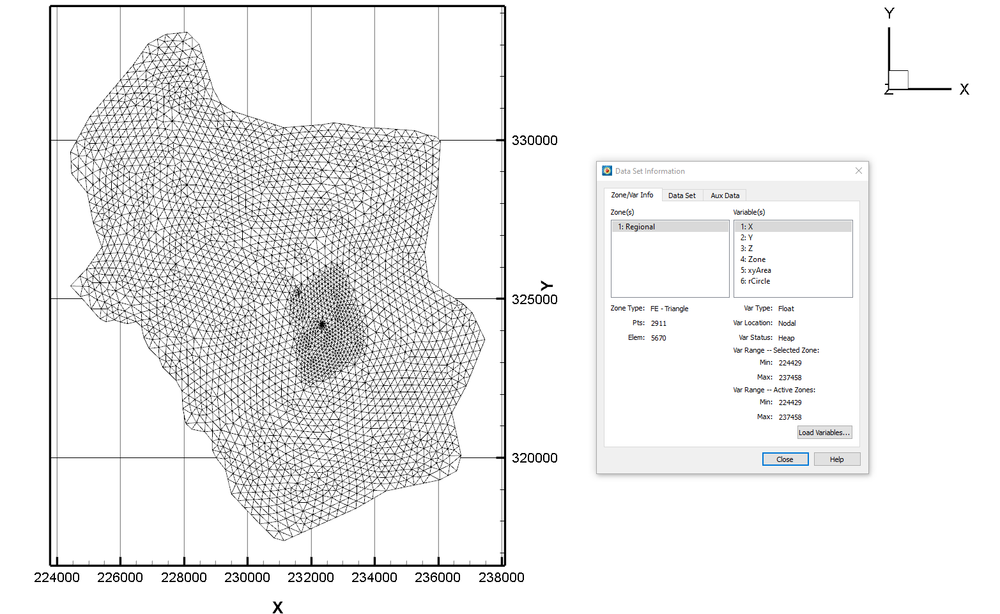 Y
X
Z
330000
325000
320000
Y
224000 226000 228000 230000 232000 234000 236000 238000
X
Data Set Information
Zone/Var Info Data Set Aux Data
Zone(s) Variable(s)
1: Regional 1: X
2: Y
3: Z
4: Zone
5: xyArea
6: rCircle
Zone Type: FE - Triangle Var Type: Float
Pts: 2911 Var Location: Nodal
Elem: 5670 Var Status: Heap
Var Range -- Selected Zone:
Min: 224429
Max: 237458
Var Range -- Active Zones:
Min: 224429
Max: 237458
Load Variables...
Close Help